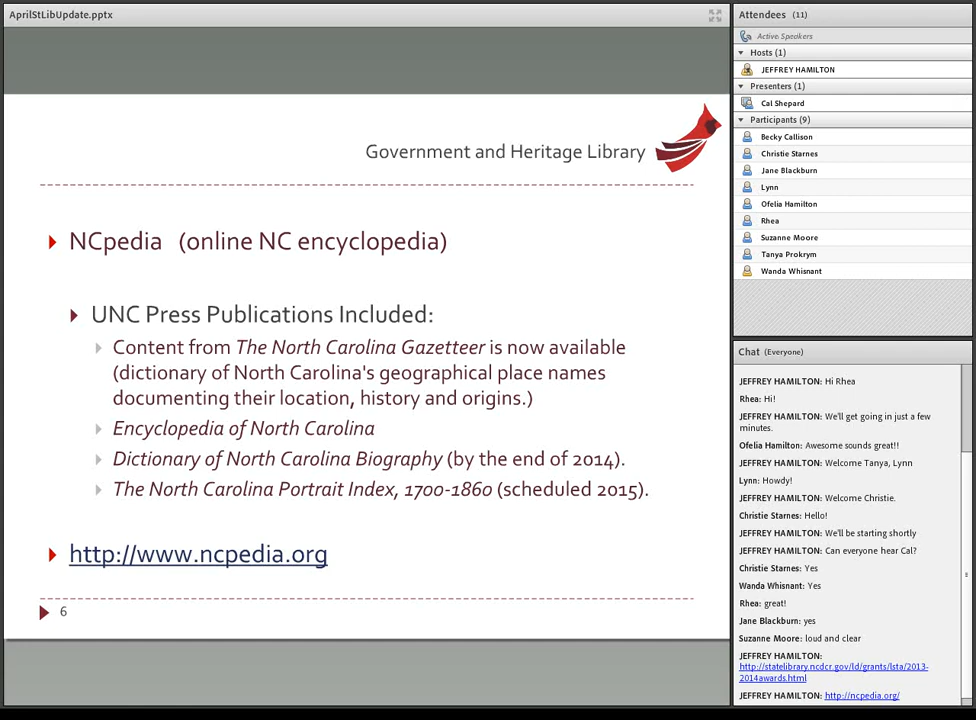 AprilStLibUpdate.pptx
Government and Heritage Library
NCpedia (online NC encyclopedia)
UNC Press Publications Included:
Content from The North Carolina Gazetteer is now available
(dictionary of North Carolina's geographical place names
documenting their location, history and origins.)
Encyclopedia of North Carolina
Dictionary of North Carolina Biography (by the end of 2014).
The North Carolina Portrait Index, 1700-1860 (scheduled 2015).
http://www.ncpedia.org
6
Attendees (11)
Active Speakers
Hosts (1)
JEFFREY HAMILTON
Presenters (1)
Cal Shepard
Participants (9)
Becky Callison
Christie Starnes
Jane Blackburn
Lynn
Ofelia Hamilton
Rhea
Suzanne Moore
Tanya Prokrym
Wanda Whisnant
Chat (Everyone)
JEFFREY HAMILTON: Hi Rhea
Rhea: Hi!
JEFFREY HAMILTON: We'll get going in just a few
minutes.
Ofelia Hamilton: Awesome sounds great!!
JEFFREY HAMILTON: Welcome Tanya, Lynn
Lynn: Howdy!
JEFFREY HAMILTON: Welcome Christie.
Christie Starnes: Hello!
JEFFREY HAMILTON: We'll be starting shortly
JEFFREY HAMILTON: Can everyone hear Cal?
Christie Starnes: Yes
Wanda Whisnant: Yes
Rhea: great!
Jane Blackburn: yes
Suzanne Moore: loud and clear
JEFFREY HAMILTON:
http://statelibrary.ncdcr.gov/ld/grants/lsta/2013-
2014awards.html
JEFFREY HAMILTON: http://ncpedia.org/